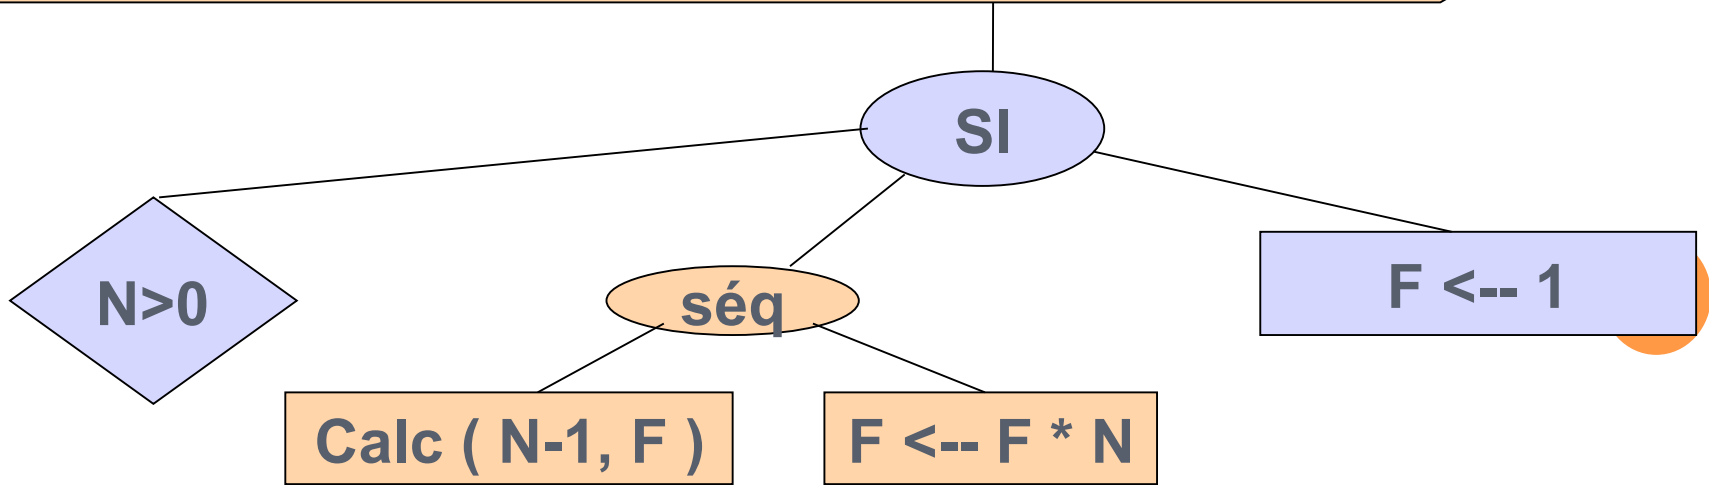 SI
N>0
séq
F <-- 1
Calc ( N-1, F )
F <-- F * N